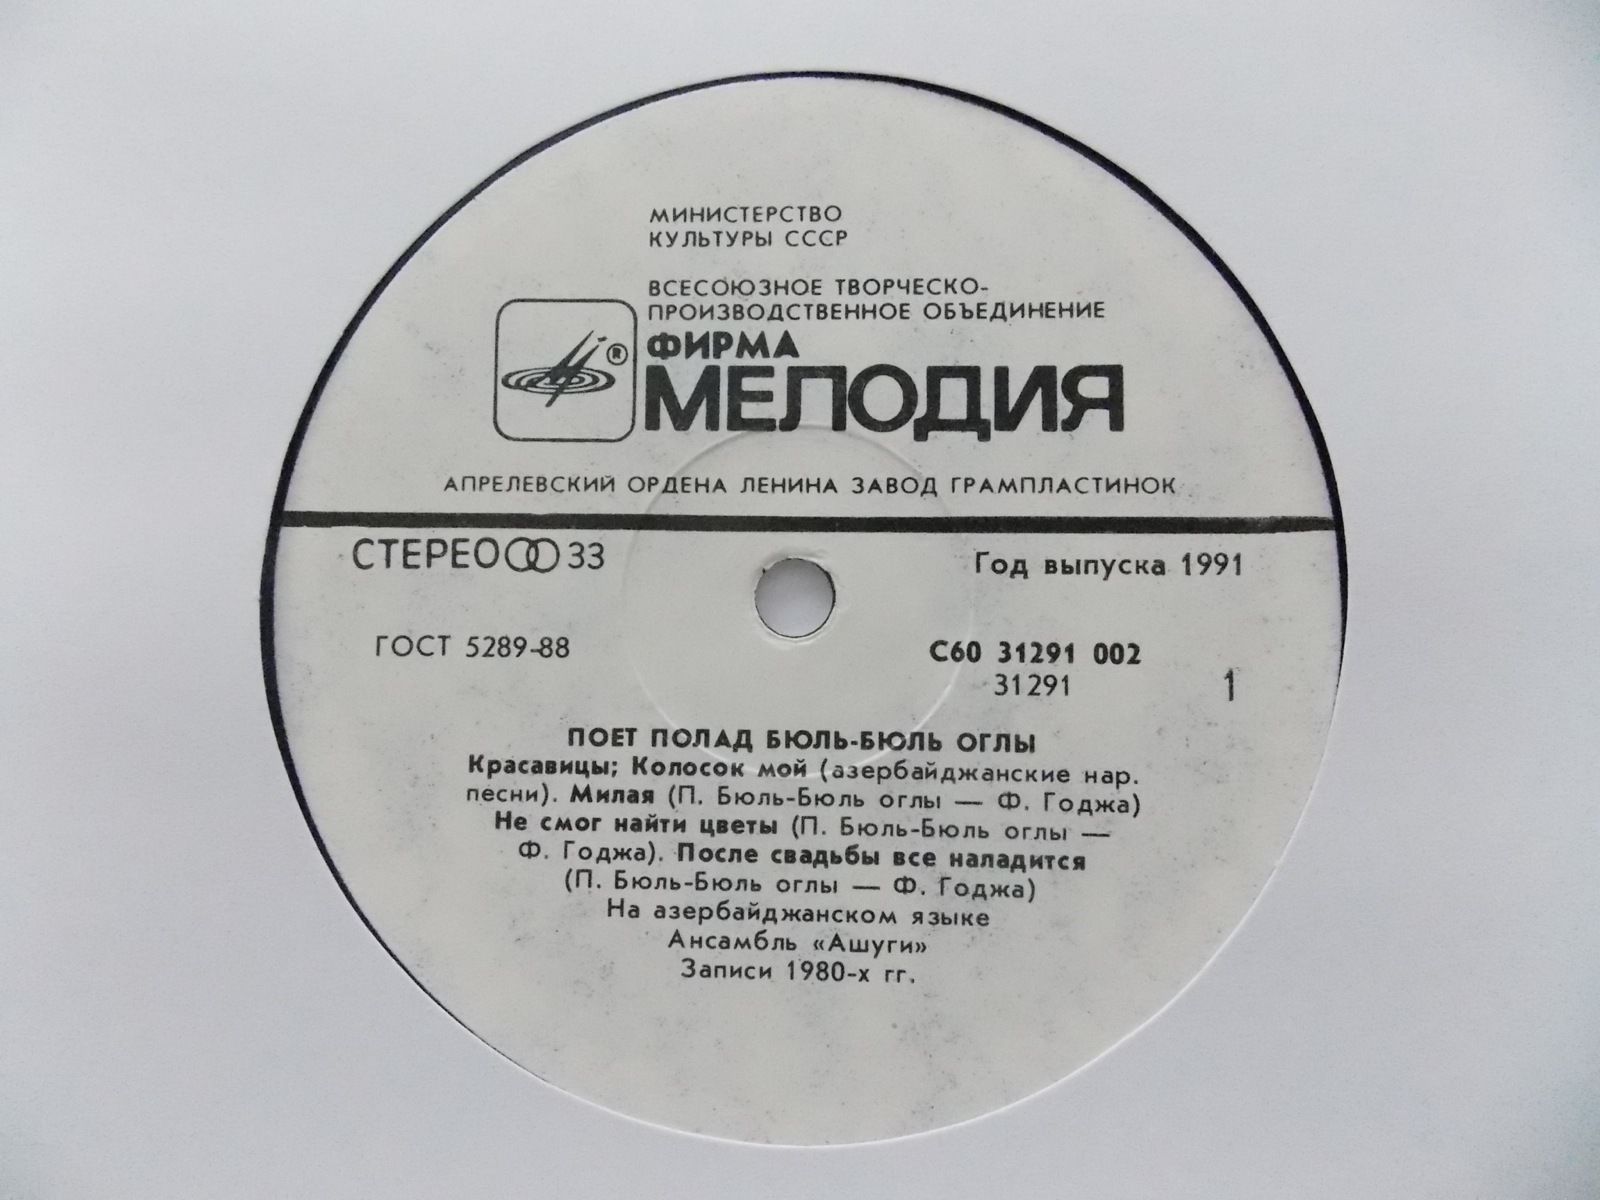 МИНИСТЕРСТВО
КУЛЬТУРЫ СССР
ВСЕСОЮЗНОЕ ТВОРЧЕСКО-
ПРОИЗВОДСТВЕННОЕ ОБЪЕДИНЕНИЕ
ФИРМА
®
МЕЛОДИЯ
АПРЕЛЕВСКИЙ ОРДЕНА ЛЕНИНА ЗАВОД ГРАМПЛАСТИНОК
СТЕРЕО 33
Год выпуска 1991
ГОСТ 5289-88
С60 31291 002
31291
1
ПОЕТ ПОЛАД БЮЛЬ-БЮЛЬ ОГЛЫ
Красавицы; Колосок мой (азербайджанские нар.
песни). Милая (П. Бюль-Бюль оглы — Ф. Годжа)
Не смог найти цветы (П. Бюль-Бюль оглы —
Ф. Годжа). После свадьбы все наладится
(П. Бюль-Бюль оглы — Ф. Годжа)
На азербайджанском языке
Ансамбль «Ашуги»
Записи 1980-х гг.